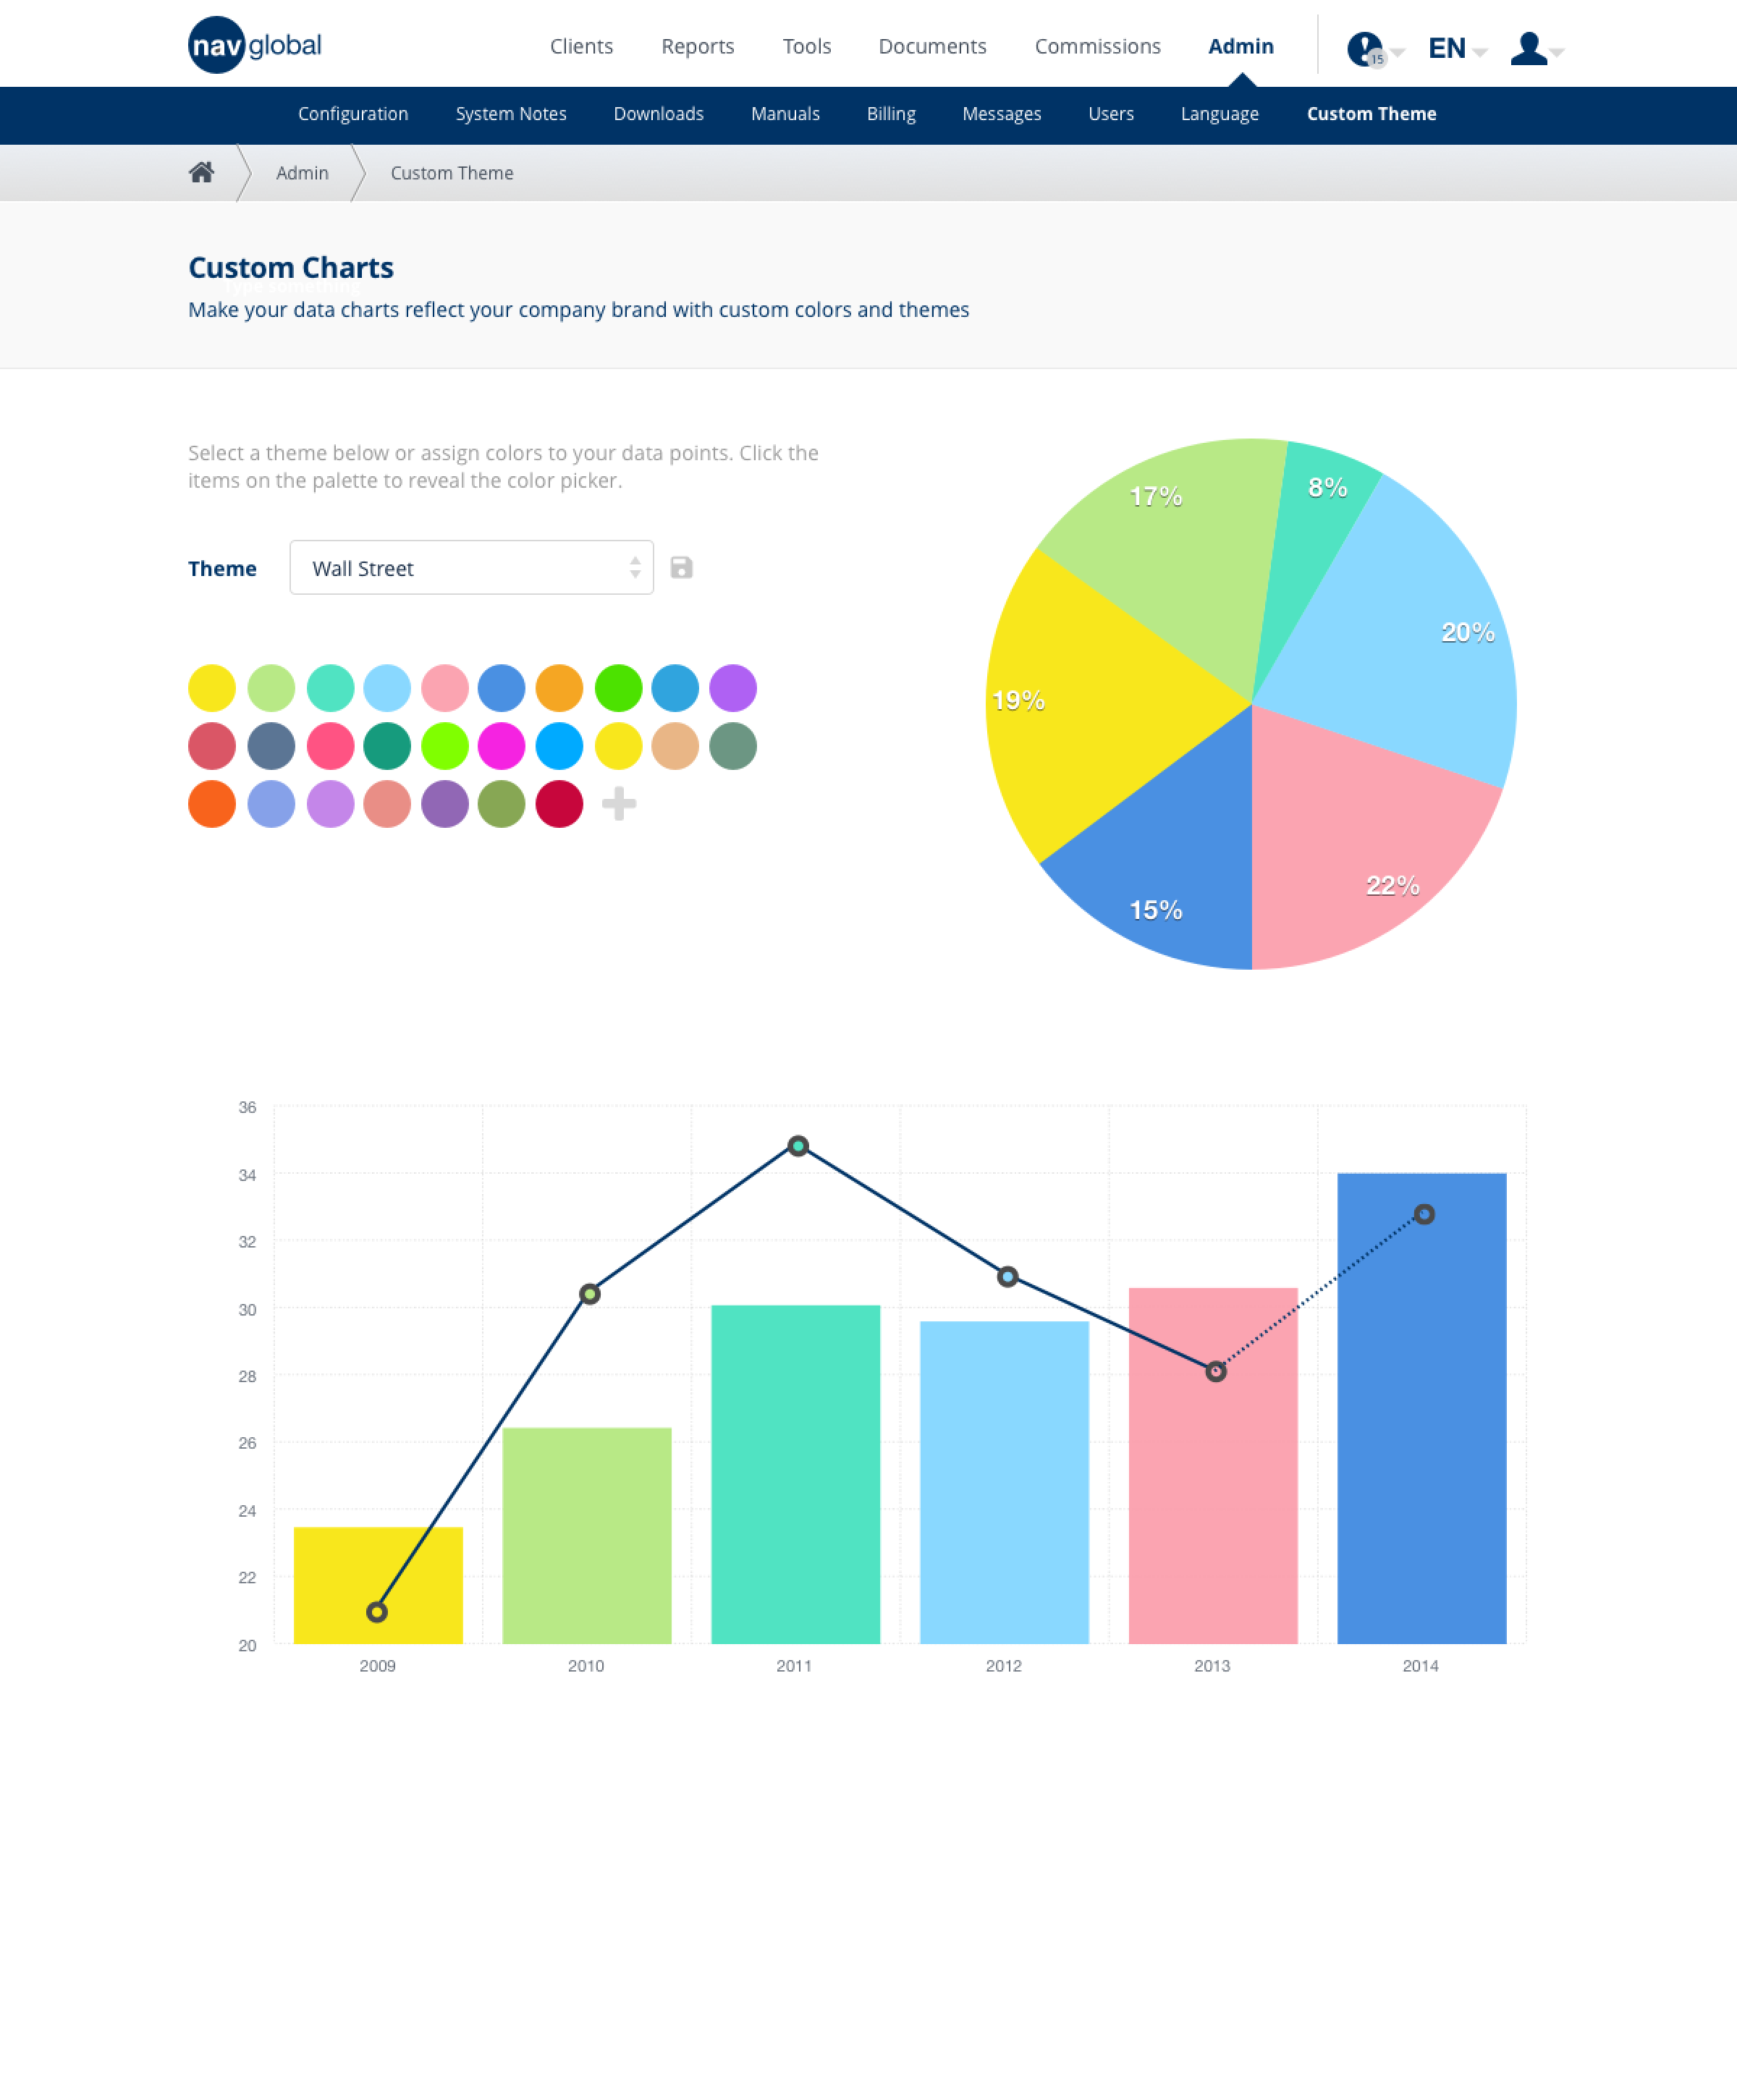 nav global
Clients Reports Tools Documents Commissions Admin 15 EN
Configuration System Notes Downloads Manuals Billing Messages Users Language Custom Theme
Admin Custom Theme
Custom Charts
Type something
Make your data charts reflect your company brand with custom colors and themes
Select a theme below or assign colors to your data points. Click the
items on the palette to reveal the color picker.
Theme Wall Street
17%
8%
20%
19%
22%
15%
36
34
32
30
28
26
24
22
20
2009 2010 2011 2012 2013 2014